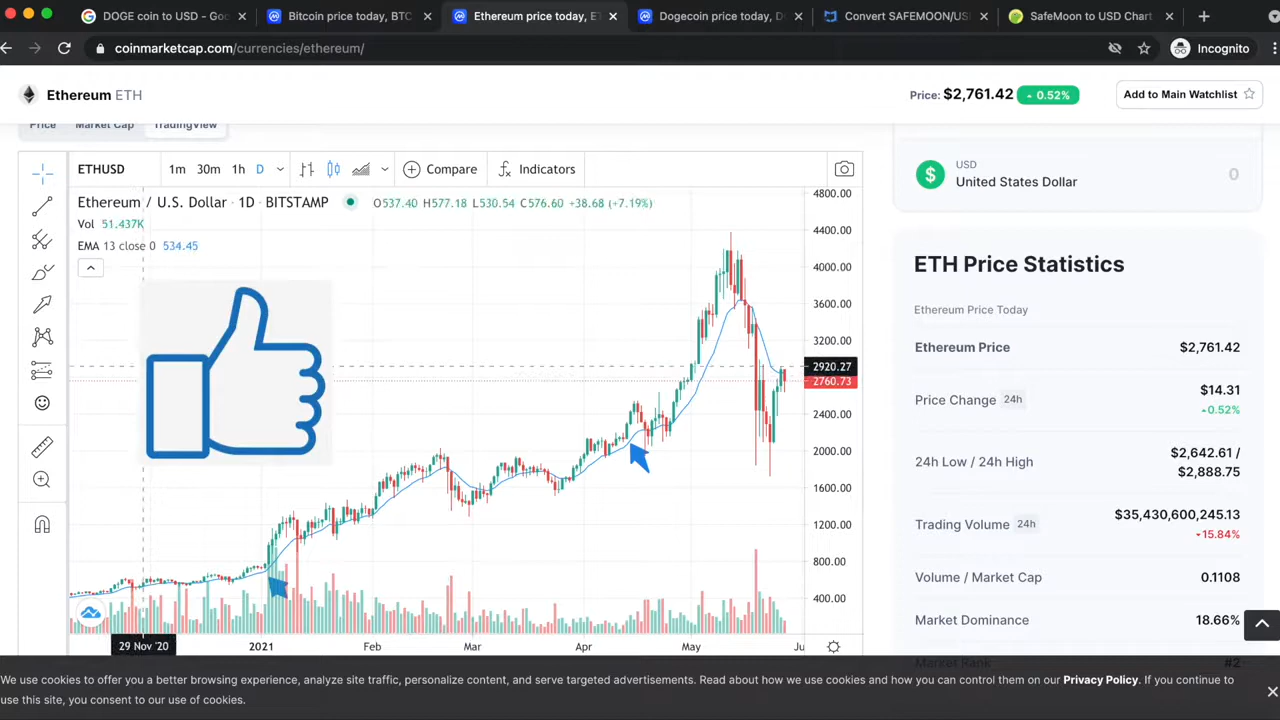 DOGE coin to USD - Goo
Bitcoin price today, BTC
Ethereum price today, ET
Dogecoin price today, D
Convert SAFEMOON/US
SafeMoon to USD Chart
coinmarketcap.com/currencies/ethereum/
Incognito
Ethereum ETH
Price: $2,761.42 0.52%
Add to Main Watchlist
Price Market Cap TradingView
ETHUSD 1m 30m 1h D Compare Indicators
Ethereum / U.S. Dollar · 1D · BITSTAMP O537.40 H577.18 L530.54 C576.60 +38.68 (+7.19%)
Vol 51.437K
EMA 13 close 0 534.45
4800.00
4400.00
4000.00
3600.00
3200.00
2920.27
2760.73
2400.00
2000.00
1600.00
1200.00
800.00
400.00
29 Nov '20 2021 Feb Mar Apr May Ju
USD
United States Dollar 0
ETH Price Statistics
Ethereum Price Today
Ethereum Price $2,761.42
Price Change 24h $14.31
0.52%
24h Low / 24h High $2,642.61 /
$2,888.75
Trading Volume 24h $35,430,600,245.13
15.84%
Volume / Market Cap 0.1108
Market Dominance 18.66%
Market Rank #2
We use cookies to offer you a better browsing experience, analyze site traffic, personalize content, and serve targeted advertisements. Read about how we use cookies and how you can control them on our Privacy Policy. If you continue to
use this site, you consent to our use of cookies.